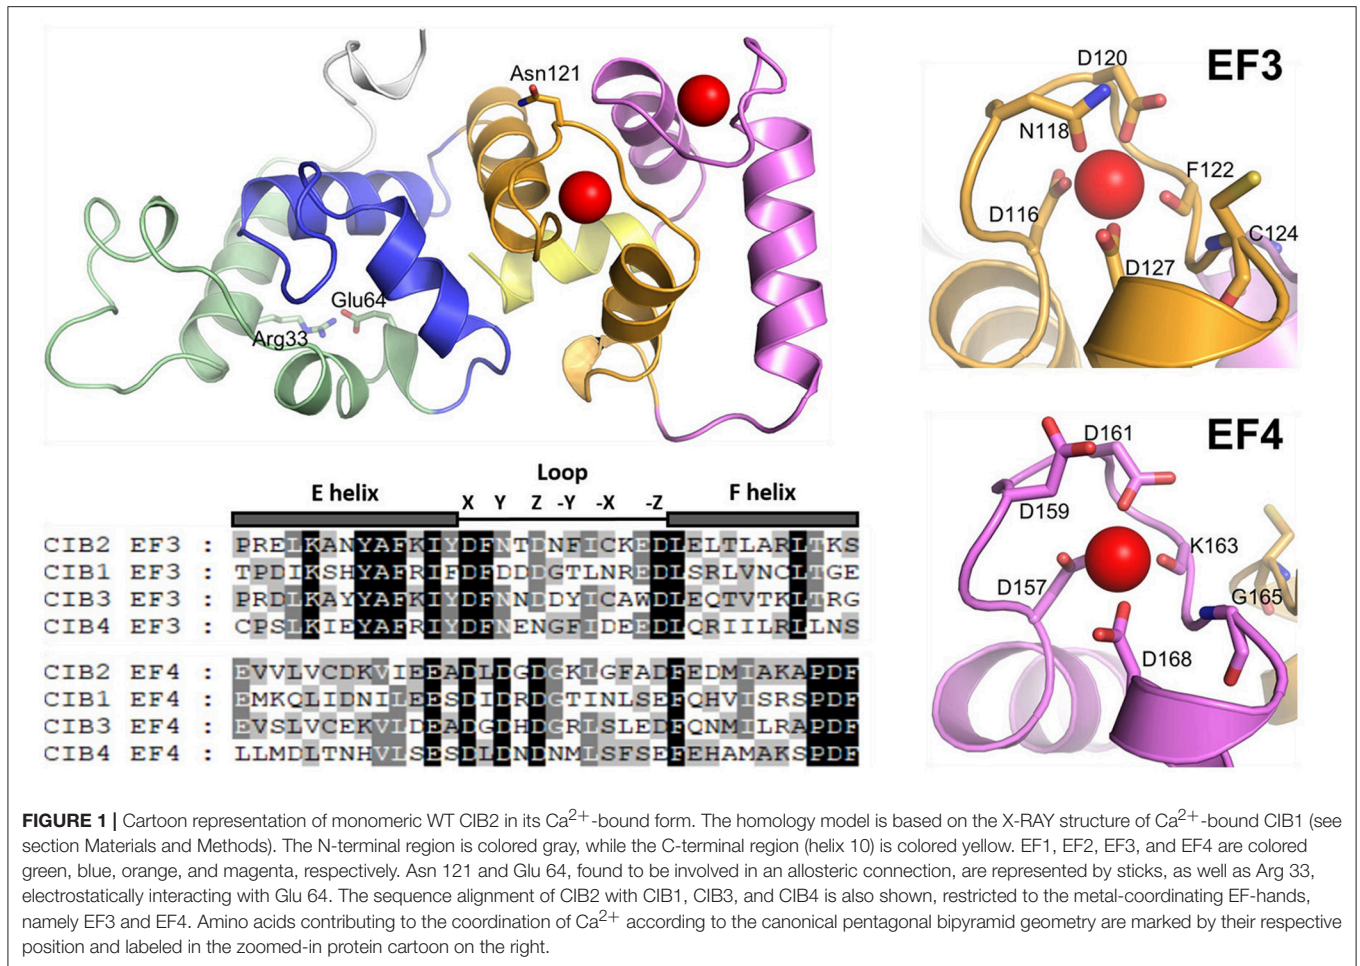 Asn121
Glu64
Arg33
EF3
D120
N118
F122
D116
C124
D127
EF4
D161
D159
K163
D157
G165
D168
Loop
E helix X Y Z -Y -X -Z F helix
CIB2 EF3 : PRELKANYAFKIYDFNTDNFICKEDLELTLARLTKS
CIB1 EF3 : TPDIKSHYAFRIFDFDDDGTLNREDLSRLVNCLTGE
CIB3 EF3 : PRDLKAYYAFKIYDFNNDDYICAWDLEQTVTKLTRG
CIB4 EF3 : CPSLKIEYAFRIYDFNENGFIDEEDLQRIILRLLNS
CIB2 EF4 : EVVLVCDKVIEEADLDGDGKLGFADFEDMIAKAPDF
CIB1 EF4 : EMKQLIDNILEESDIDRDGTINLSEFQHVISRSPDF
CIB3 EF4 : EVSLVCEKVLDEADGDHDGRLSLEDFQNMILRAPDF
CIB4 EF4 : LLMDLTNHVLSESDLDNDNMLSFSEFEHAMAKSPDF
FIGURE 1 | Cartoon representation of monomeric WT CIB2 in its Ca2+-bound form. The homology model is based on the X-RAY structure of Ca2+-bound CIB1 (see
section Materials and Methods). The N-terminal region is colored gray, while the C-terminal region (helix 10) is colored yellow. EF1, EF2, EF3, and EF4 are colored
green, blue, orange, and magenta, respectively. Asn 121 and Glu 64, found to be involved in an allosteric connection, are represented by sticks, as well as Arg 33,
electrostatically interacting with Glu 64. The sequence alignment of CIB2 with CIB1, CIB3, and CIB4 is also shown, restricted to the metal-coordinating EF-hands,
namely EF3 and EF4. Amino acids contributing to the coordination of Ca2+ according to the canonical pentagonal bipyramid geometry are marked by their respective
position and labeled in the zoomed-in protein cartoon on the right.